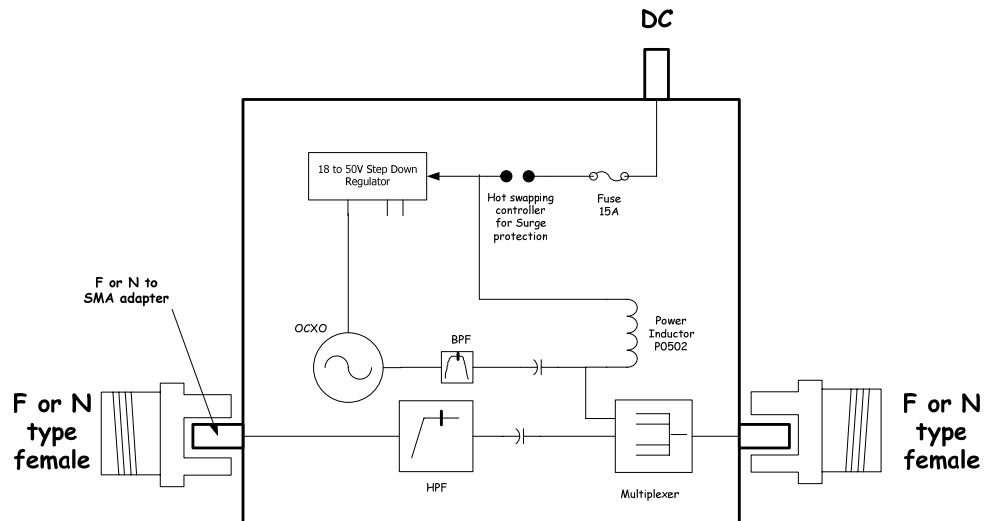 DC
18 to 50V Step Down
Regulator
Hot swapping
controller
for Surge
protection
Fuse
15A
F or N to
SMA adapter
OCXO
BPF
Power
Inductor
P0502
F or N
type
female
HPF
Multiplexer
F or N
type
female